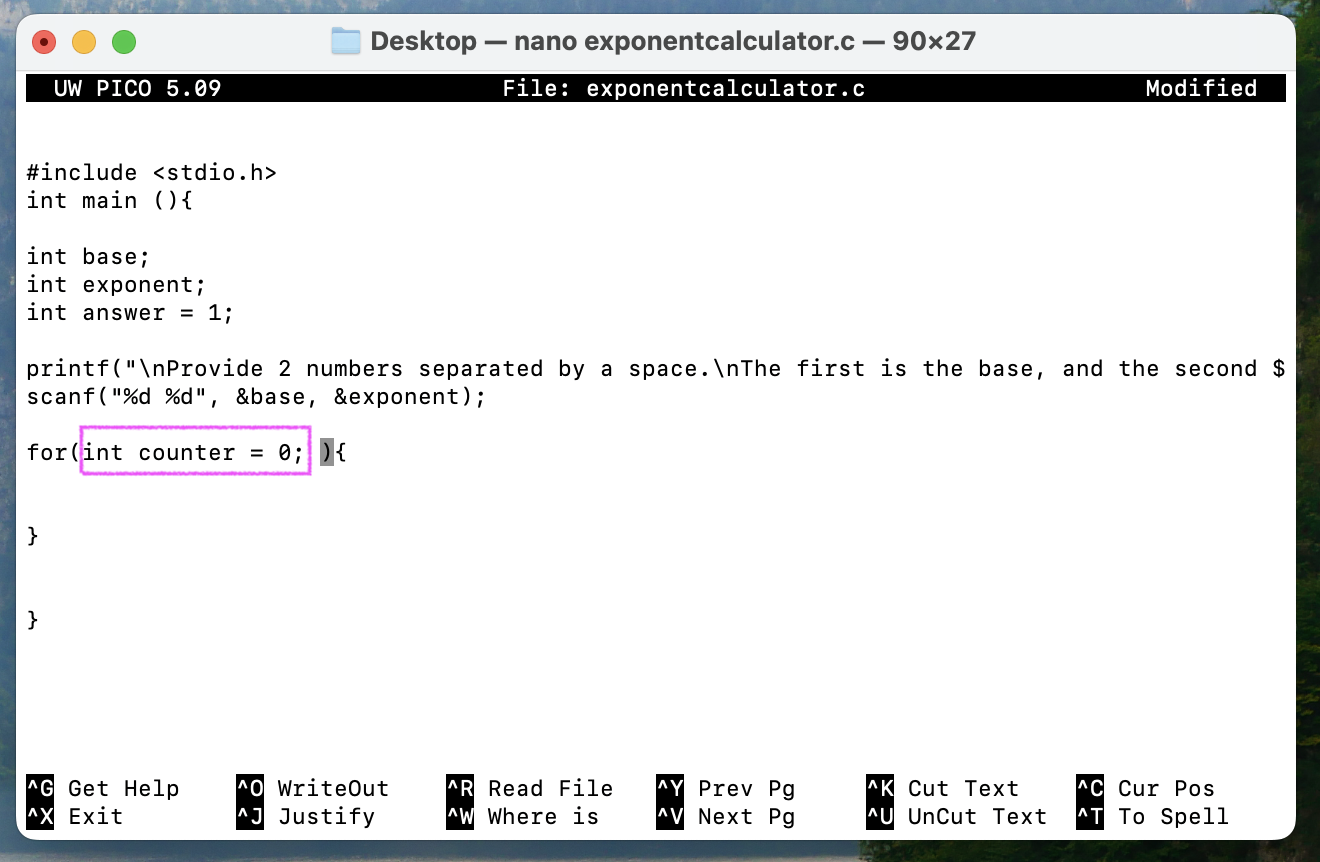 Desktop — nano exponentcalculator.c — 90×27
UW PICO 5.09 File: exponentcalculator.c Modified
#include <stdio.h>
int main (){
int base;
int exponent;
int answer = 1;
printf("\nProvide 2 numbers separated by a space.\nThe first is the base, and the second $
scanf("%d %d", &base, &exponent);
for(int counter = 0; ){
}
}
^G Get Help ^O WriteOut ^R Read File ^Y Prev Pg ^K Cut Text ^C Cur Pos
^X Exit ^J Justify ^W Where is ^V Next Pg ^U UnCut Text ^T To Spell